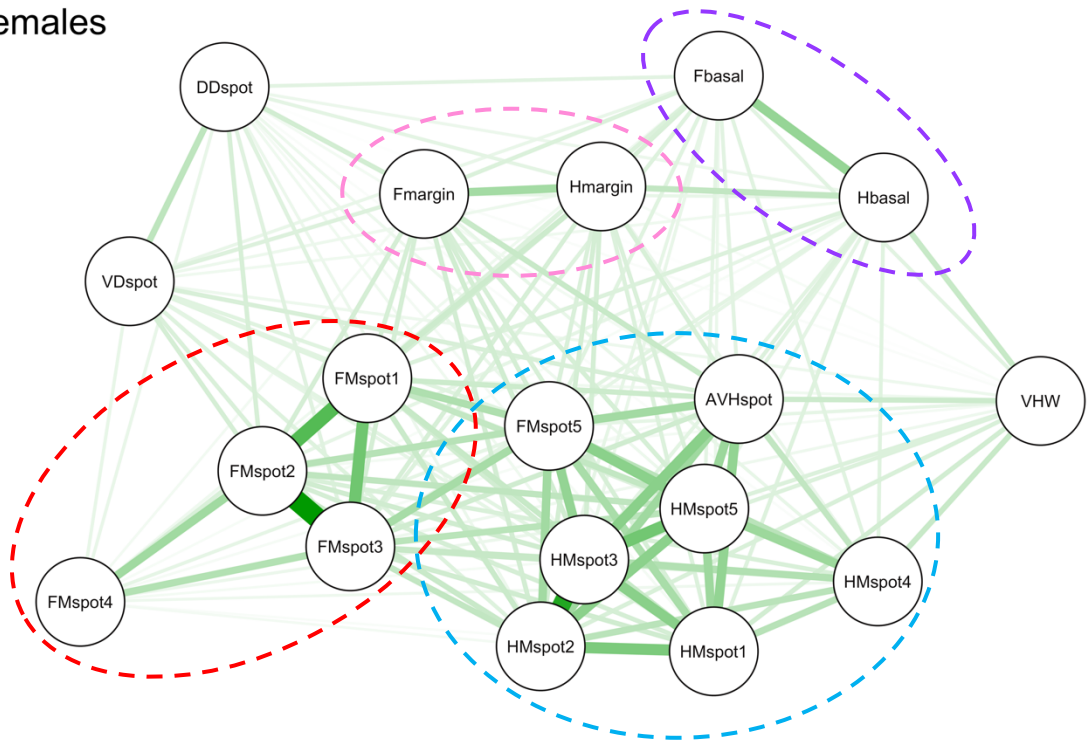 emales
Fbasal
DDspot
Hmargin
Fmargin
Hbasal
VDspot
FMspot1
AVHspot
VHW
FMspot5
FMspot2
HMspot5
FMspot3
HMspot3
HMspot4
FMspot4
HMspot2
HMspot1